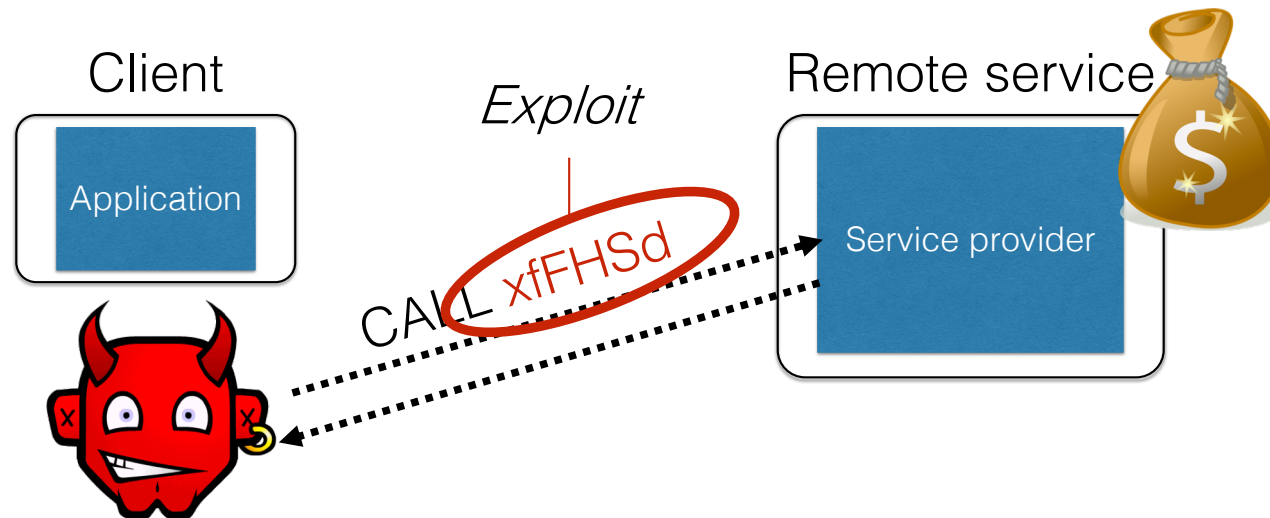 Client
Exploit
Remote service
$
Application
CALL xfFHSd
Service provider
x x